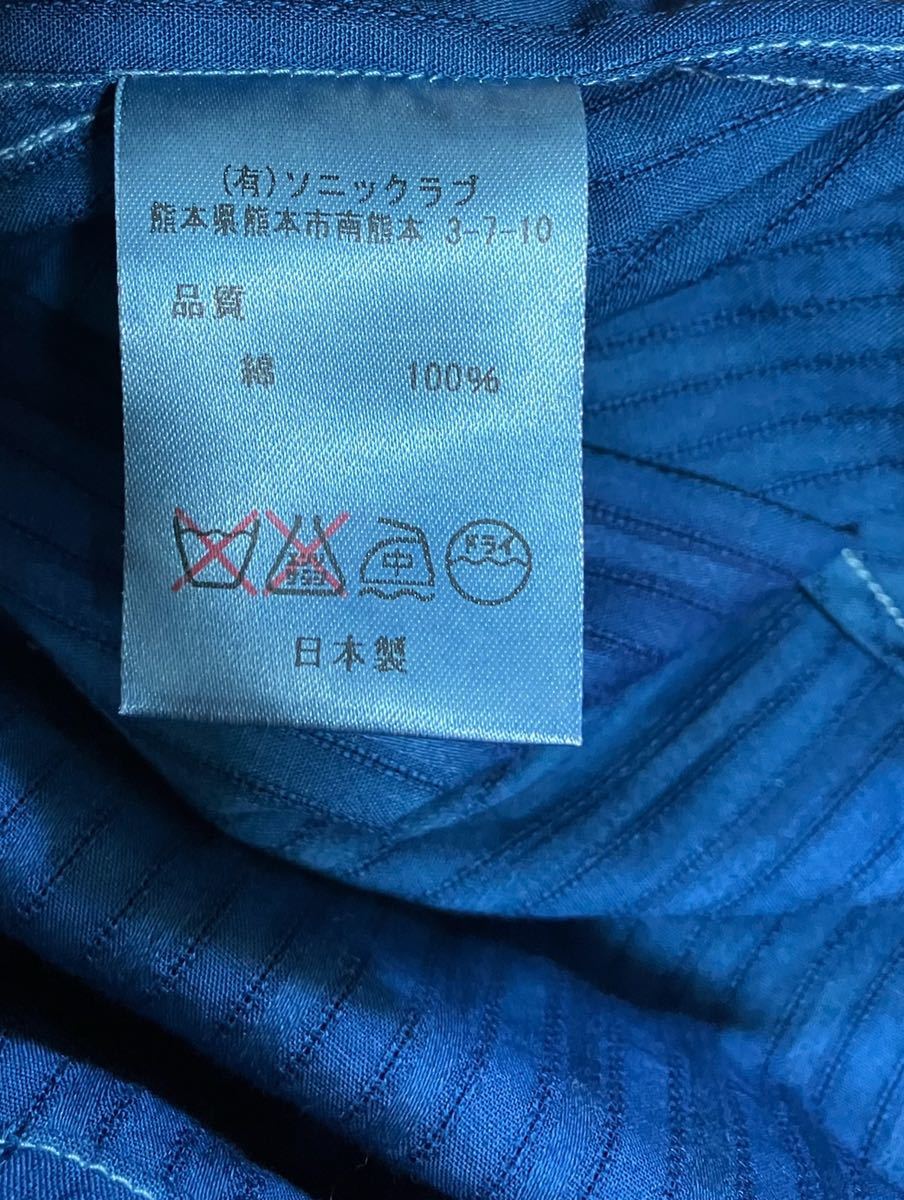 (有)ソニックラブ
熊本県熊本市南熊本 3-7-10
品質
綿 100%
中 ドライ
日本製